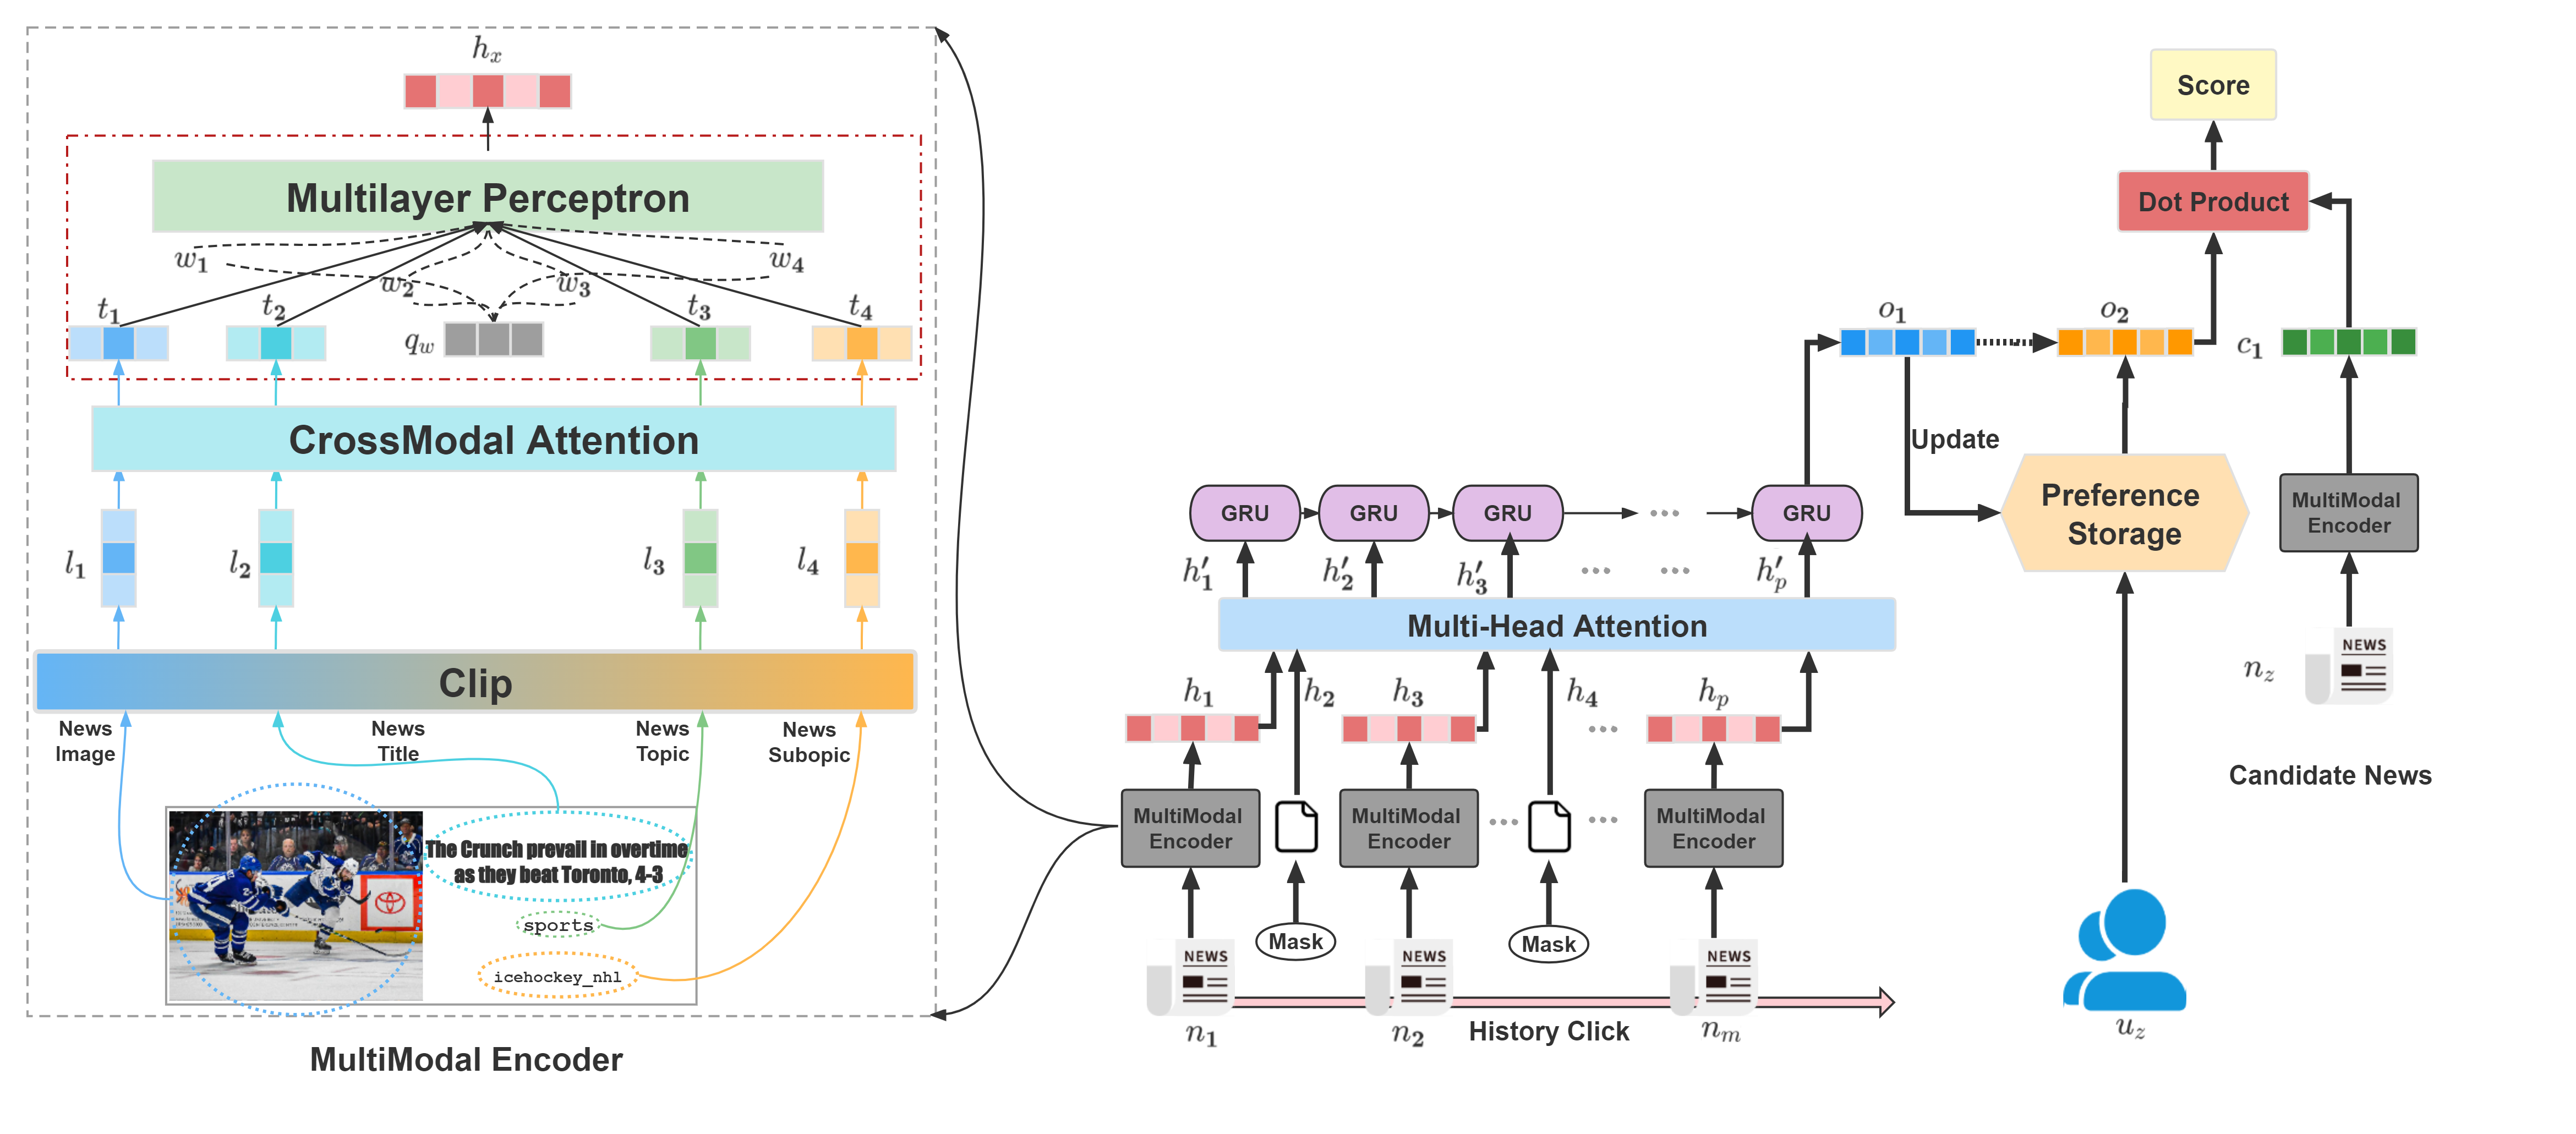 h_x
Multilayer Perceptron
w_1
w_2
w_3
w_4
t_1
t_2
q_w
t_3
t_4
CrossModal Attention
l_1
l_2
l_3
l_4
Clip
News
Image
News
Title
News
Topic
News
Subopic
The Crunch prevail in overtime
as they beat Toronto, 4-3
sports
icehockey_nhl
MultiModal Encoder
Score
Dot Product
o_1
o_2
c_1
Update
GRU
GRU
GRU
...
GRU
Preference
Storage
MultiModal
Encoder
h'_1
h'_2
h'_3
...
...
h'_p
Multi-Head Attention
h_1
h_2
h_3
h_4
...
h_p
NEWS
n_z
Candidate News
MultiModal
Encoder
MultiModal
Encoder
...
...
MultiModal
Encoder
Mask
Mask
NEWS
NEWS
NEWS
n_1
n_2
History Click
n_m
u_z